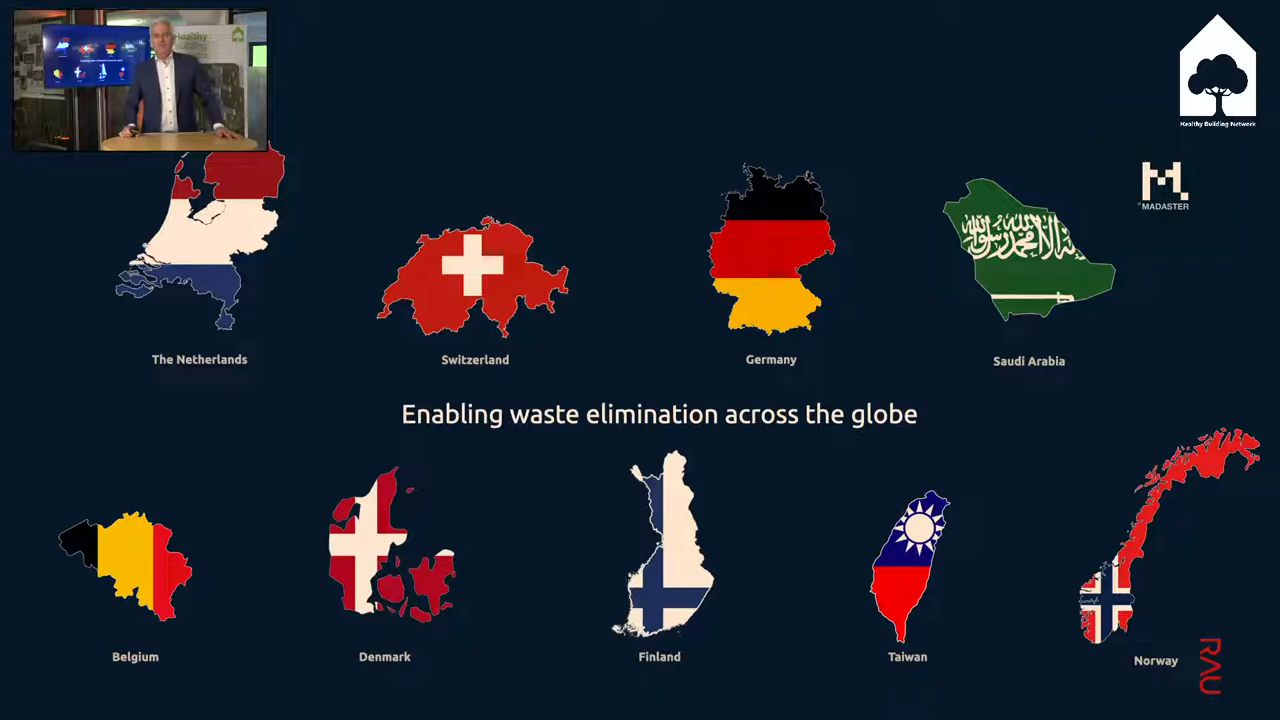 Healthy
Healthy Building Network
MADASTER
The Netherlands
Switzerland
Germany
Saudi Arabia
Enabling waste elimination across the globe
Belgium
Denmark
Finland
Taiwan
Norway
RAU